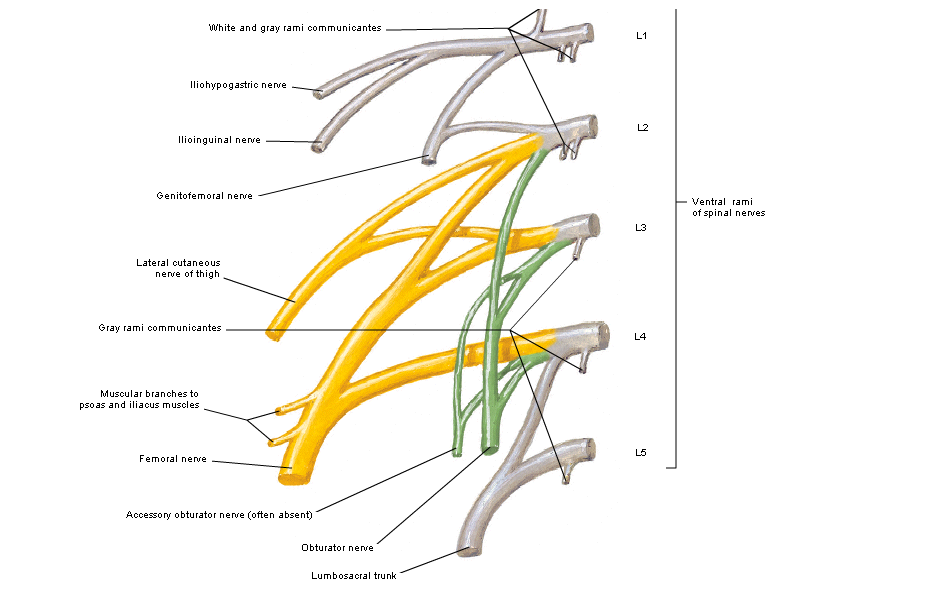 White and gray rami communicantes
L1
Iliohypogastric nerve
L2
Ilioinguinal nerve
Genitofemoral nerve
Ventral rami
of spinal nerves
L3
Lateral cutaneous
nerve of thigh
Gray rami communicantes
L4
Muscular branches to
psoas and iliacus muscles
L5
Femoral nerve
Accessory obturator nerve (often absent)
Obturator nerve
Lumbosacral trunk